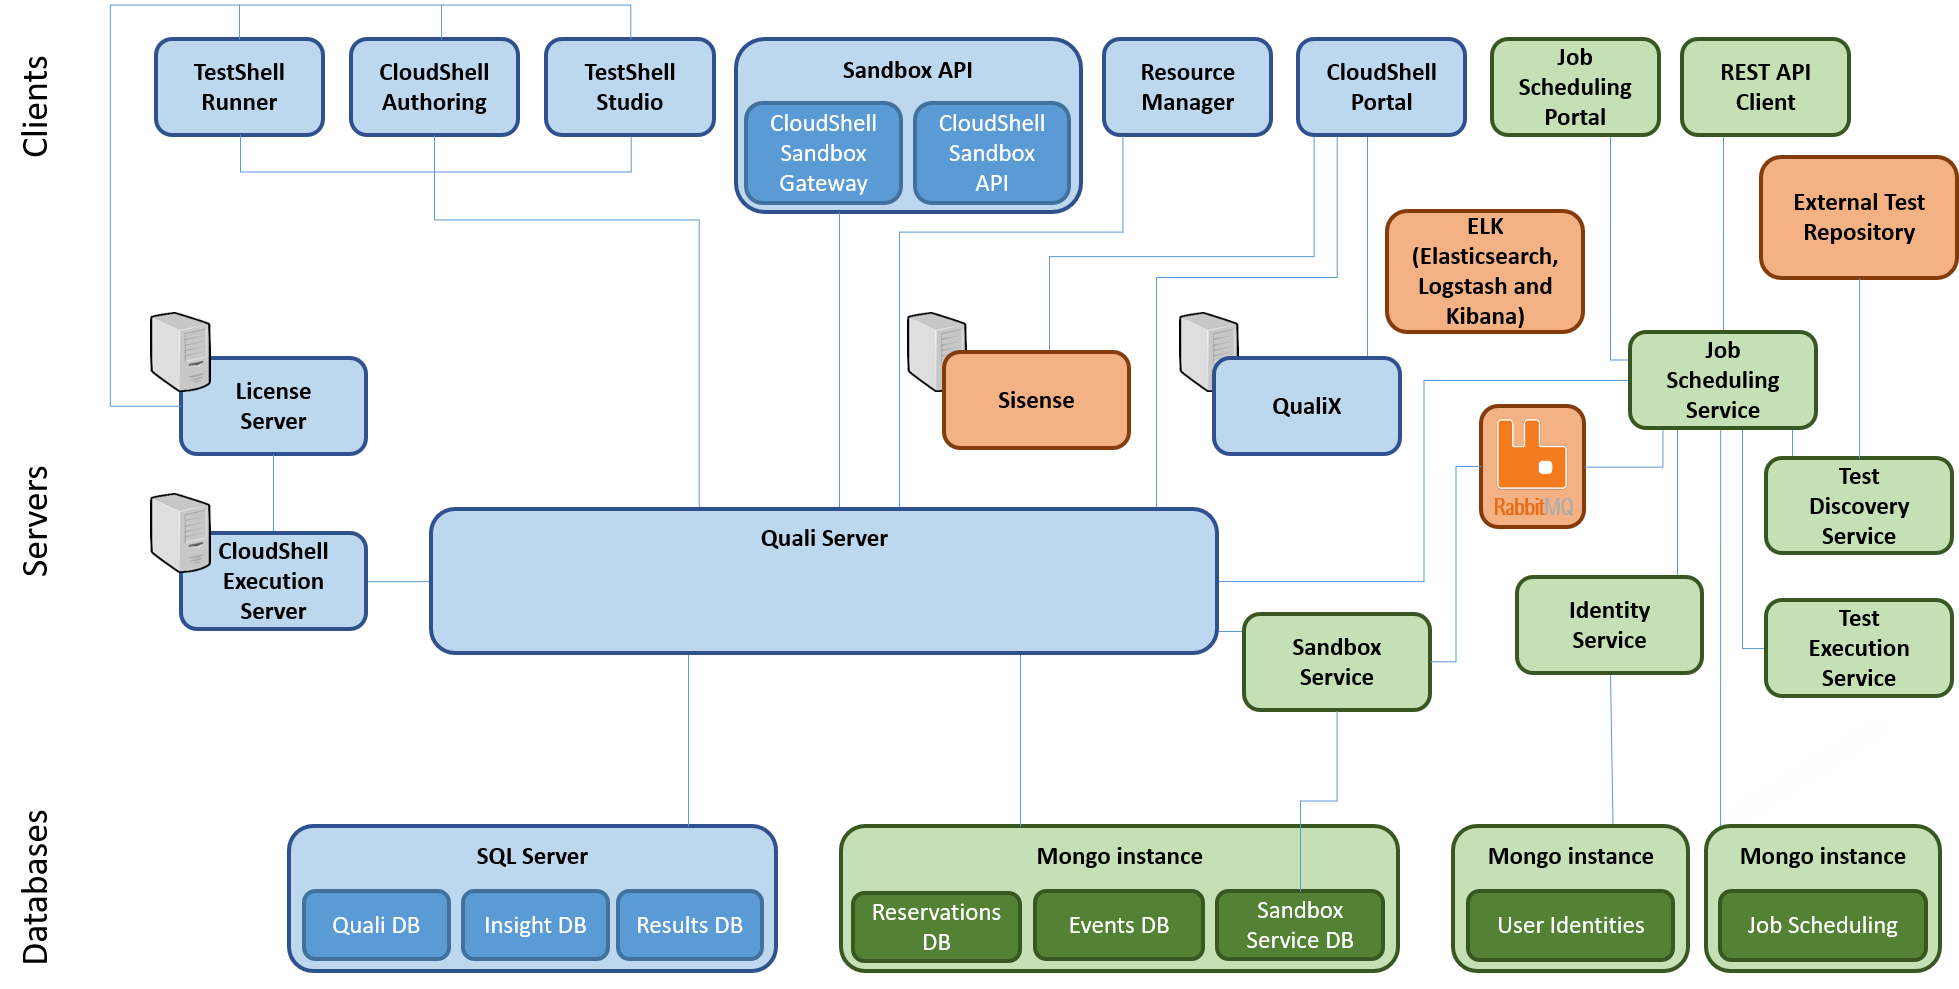 Clients
TestShell
Runner
CloudShell
Authoring
TestShell
Studio
Sandbox API
CloudShell
Sandbox
Gateway
CloudShell
Sandbox
API
Resource
Manager
CloudShell
Portal
Job
Scheduling
Portal
REST API
Client
External Test
Repository
ELK
(Elasticsearch,
Logstash and
Kibana)
Servers
License
Server
Sisense
QualiX
Job
Scheduling
Service
RabbitMQ
Test
Discovery
Service
CloudShell
Execution
Server
Quali Server
Sandbox
Service
Identity
Service
Test
Execution
Service
Databases
SQL Server
Quali DB
Insight DB
Results DB
Mongo instance
Reservations
DB
Events DB
Sandbox
Service DB
Mongo instance
User Identities
Mongo instance
Job Scheduling